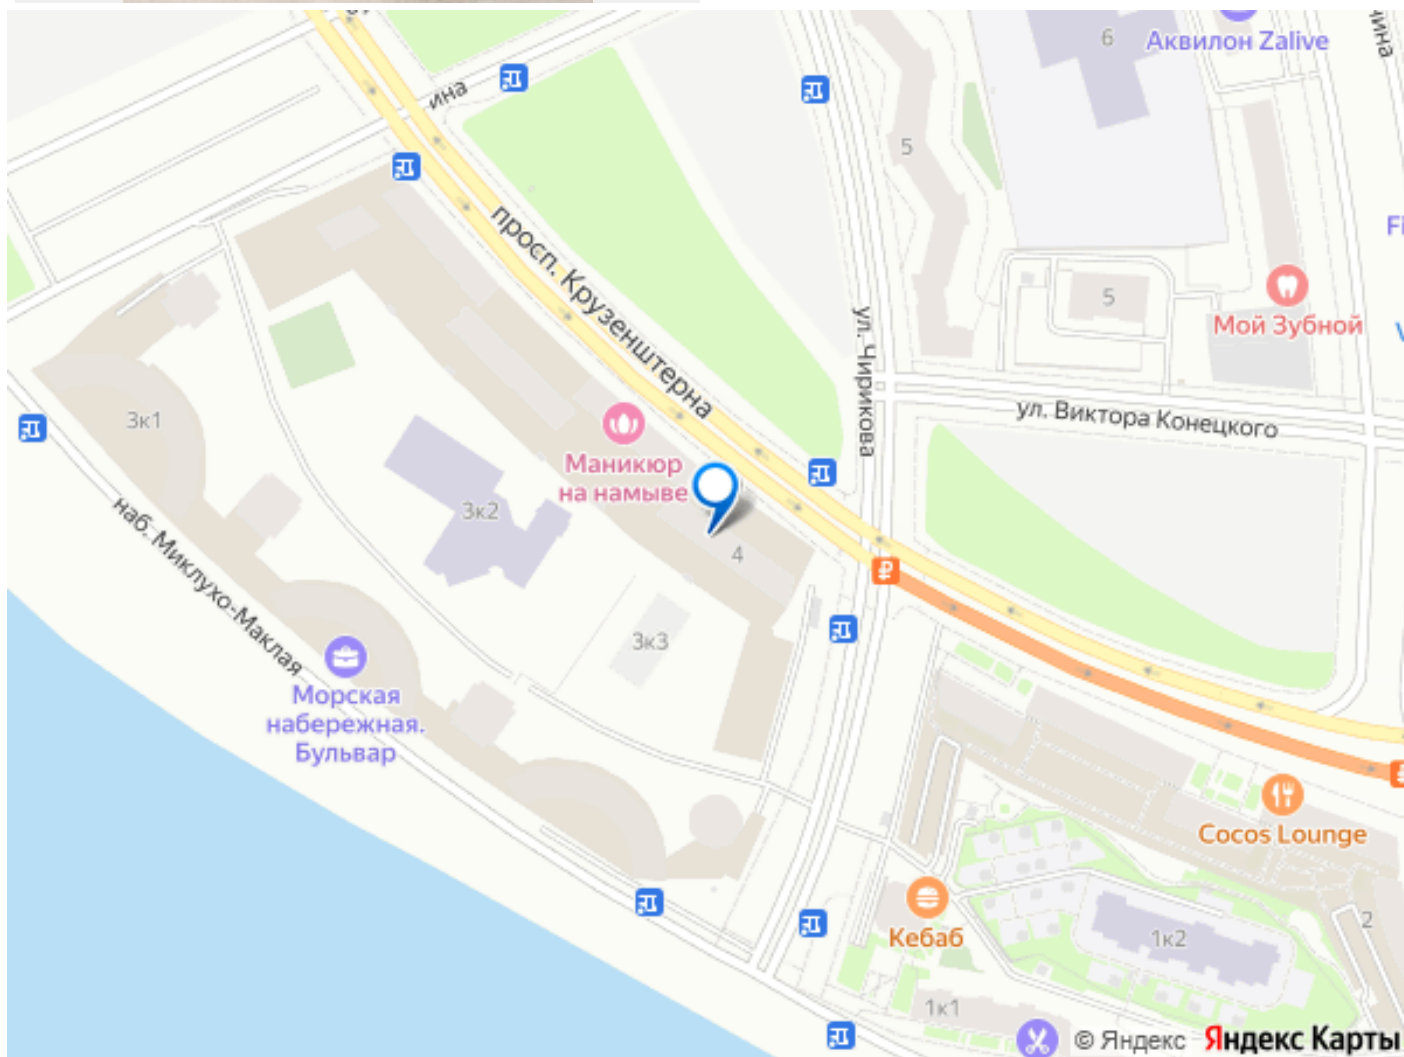 6
Аквилон Zalive
ина
5
просп. Крузенштерна
ул. Чирикова
5
Мой Зубной
ул. Виктора Конецкого
3к1
Маникюр
на намыве
3к2
4
наб. Миклухо-Маклая
3к3
Морская
набережная.
Бульвар
Cocos Lounge
Кебаб
1к2
2
1к1
© Яндекс Яндекс Карты